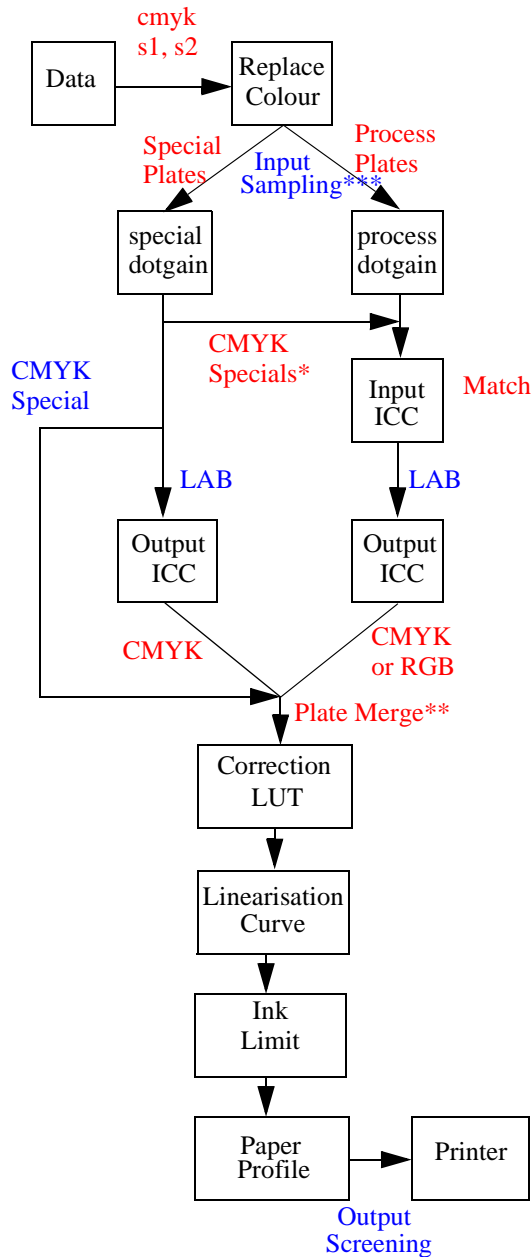 cmyk
s1, s2
Data
Replace
Colour
Special
Plates
Input
Sampling***
Process
Plates
special
dotgain
process
dotgain
CMYK
Specials*
CMYK
Special
Input
ICC
Match
LAB
LAB
Output
ICC
Output
ICC
CMYK
CMYK
or RGB
Plate Merge**
Correction
LUT
Linearisation
Curve
Ink
Limit
Paper
Profile
Printer
Output
Screening